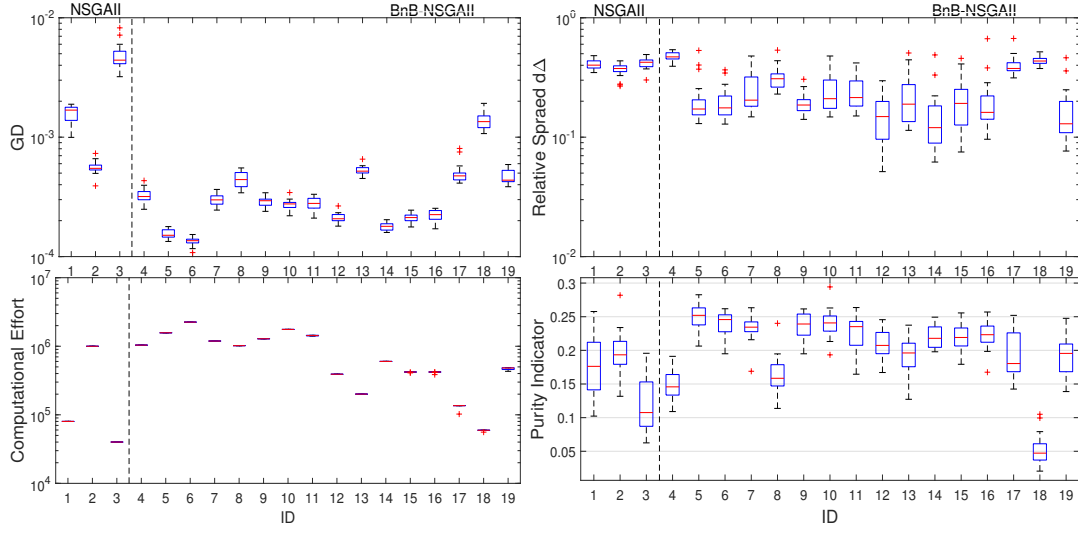 NSGAII BnB-NSGAII
10^-2
10^-3
10^-4
GD
1 2 3 4 5 6 7 8 9 10 11 12 13 14 15 16 17 18 19
NSGAII BnB-NSGAII
10^0
10^-1
10^-2
Relative Spraed dΔ
1 2 3 4 5 6 7 8 9 10 11 12 13 14 15 16 17 18 19
10^7
10^6
10^5
10^4
Computational Effort
1 2 3 4 5 6 7 8 9 10 11 12 13 14 15 16 17 18 19
ID
0.3
0.25
0.2
0.15
0.1
0.05
Purity Indicator
1 2 3 4 5 6 7 8 9 10 11 12 13 14 15 16 17 18 19
ID